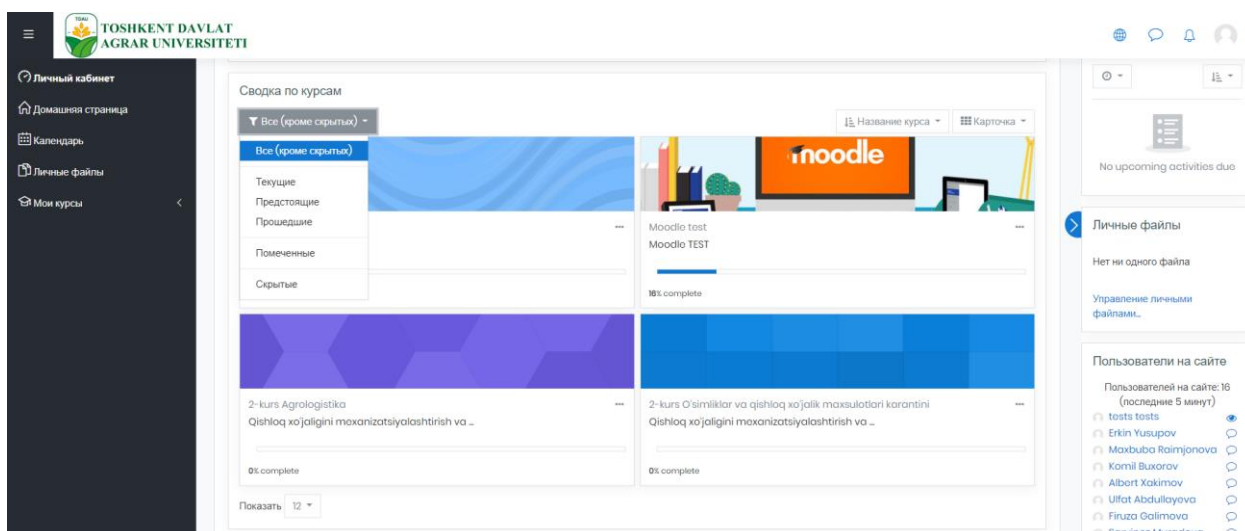 TDAU
TOSHKENT DAVLAT
AGRAR UNIVERSITETI
Личный кабинет
Домашняя страница
Календарь
Личные файлы
Мои курсы
Сводка по курсам
Все (кроме скрытых)
Название курса
Карточка
Все (кроме скрытых)
Текущие
Предстоящие
Прошедшие
Помеченные
Скрытые
moodle
Moodle test
Moodle TEST
16% complete
2-kurs Agrologistika
Qishloq xo'jaligini mexanizatsiyalashtirish va ...
0% complete
2-kurs O'simliklar va qishloq xo'jalik maxsulotlari karantini
Qishloq xo'jaligini mexanizatsiyalashtirish va ...
0% complete
Показать 12
No upcoming activities due
Личные файлы
Нет ни одного файла
Управление личными
файлами...
Пользователи на сайте
Пользователей на сайте: 16
(последние 5 минут)
tests tests
Erkin Yusupov
Maxbuba Raimjonova
Komil Buxorov
Albert Xakimov
Ulfat Abdullayeva
Firuza Galimova